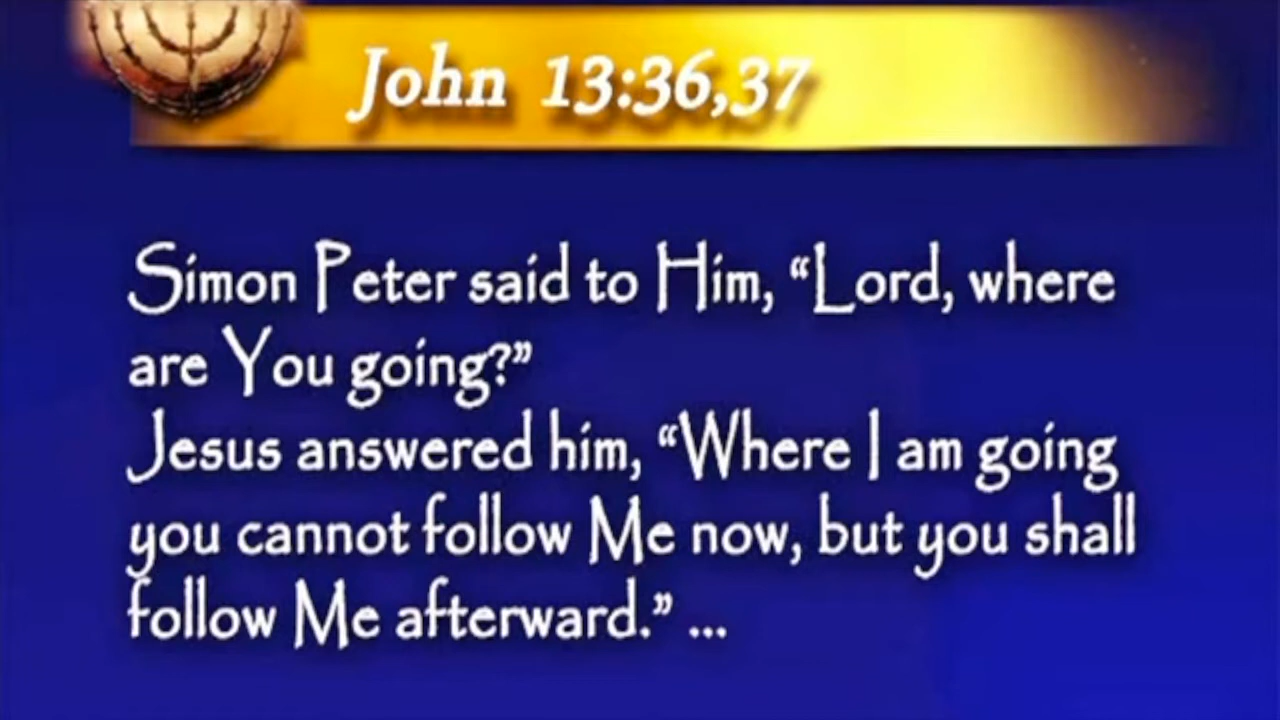 John 13:36,37
Simon Peter said to Him, “Lord, where
are You going?”
Jesus answered him, “Where I am going
you cannot follow Me now, but you shall
follow Me afterward.” ...